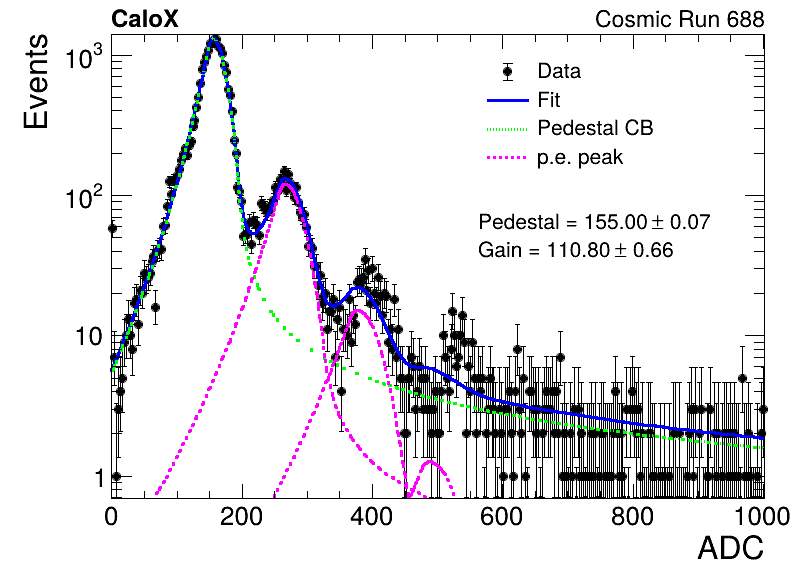 CaloX Cosmic Run 688
Events
10³
10²
10
1
Data
Fit
Pedestal CB
p.e. peak
Pedestal = 155.00 ± 0.07
Gain = 110.80 ± 0.66
0 200 400 600 800 1000
ADC